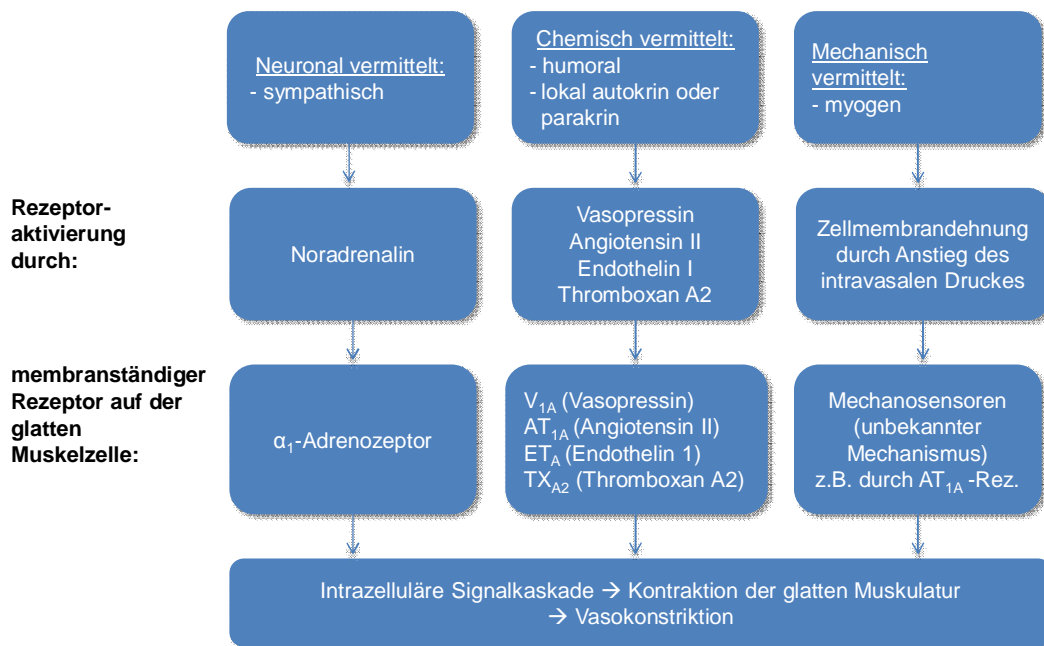 Neuronal vermittelt:
- sympathisch
Chemisch vermittelt:
- humoral
- lokal autokrin oder
parakrin
Mechanisch
vermittelt:
- myogen
Rezeptor-
aktivierung
durch:
Noradrenalin
Vasopressin
Angiotensin II
Endothelin I
Thromboxan A2
Zellmembrandehnung
durch Anstieg des
intravasalen Druckes
membranständiger
Rezeptor auf der
glatten
Muskelzelle:
α1-Adrenozeptor
V1A (Vasopressin)
AT1A (Angiotensin II)
ETA (Endothelin 1)
TXA2 (Thromboxan A2)
Mechanosensoren
(unbekannter
Mechanismus)
z.B. durch AT1A -Rez.
Intrazelluläre Signalkaskade → Kontraktion der glatten Muskulatur
→ Vasokonstriktion